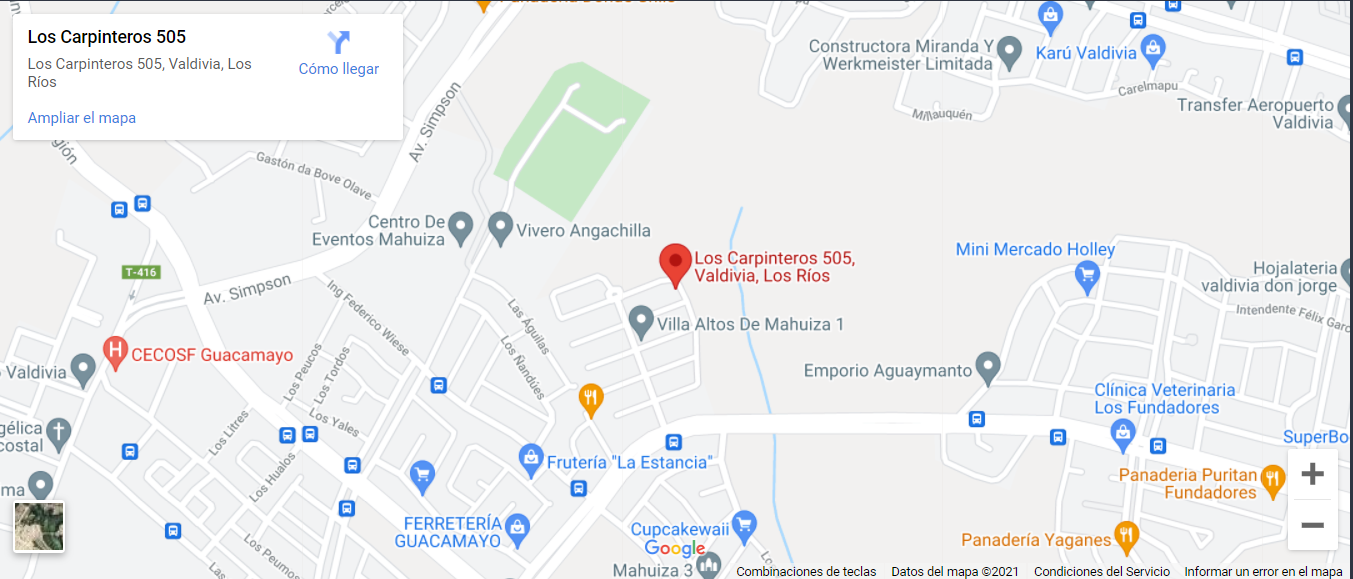 Los Carpinteros 505
Los Carpinteros 505, Valdivia, Los
Ríos
Cómo llegar
Ampliar el mapa
Av. Simpson
Constructora Miranda Y
Werkmeister Limitada
Karú Valdivia
Carelmapu
Millauquén
Transfer Aeropuerto
Valdivia
Gastón da Bove Olave
Centro De
Eventos Mahuiza
Vivero Angachilla
Los Carpinteros 505,
Valdivia, Los Ríos
Mini Mercado Holley
Hojalateria
valdivia don jorge
T-416
Av. Simpson
Ing Federico Wiese
Los Águilas
Los Ñandúes
Villa Altos De Mahuiza 1
Intendente Félix Garc
CECOSF Guacamayo
Valdivia
Los Peucos
Los Tordos
Emporio Aguaymanto
Clínica Veterinaria
Los Fundadores
Los Yales
Los Litres
Los Hualos
gélica
costal
ma
Frutería "La Estancia"
SuperBo
Panaderia Puritan
Fundadores
FERRETERÍA
GUACAMAYO
Cupcakewaii
Google
Panadería Yaganes
Los Peumos
Mahuiza 3
Combinaciones de teclas
Datos del mapa ©2021
Condiciones del Servicio
Informar un error en el mapa